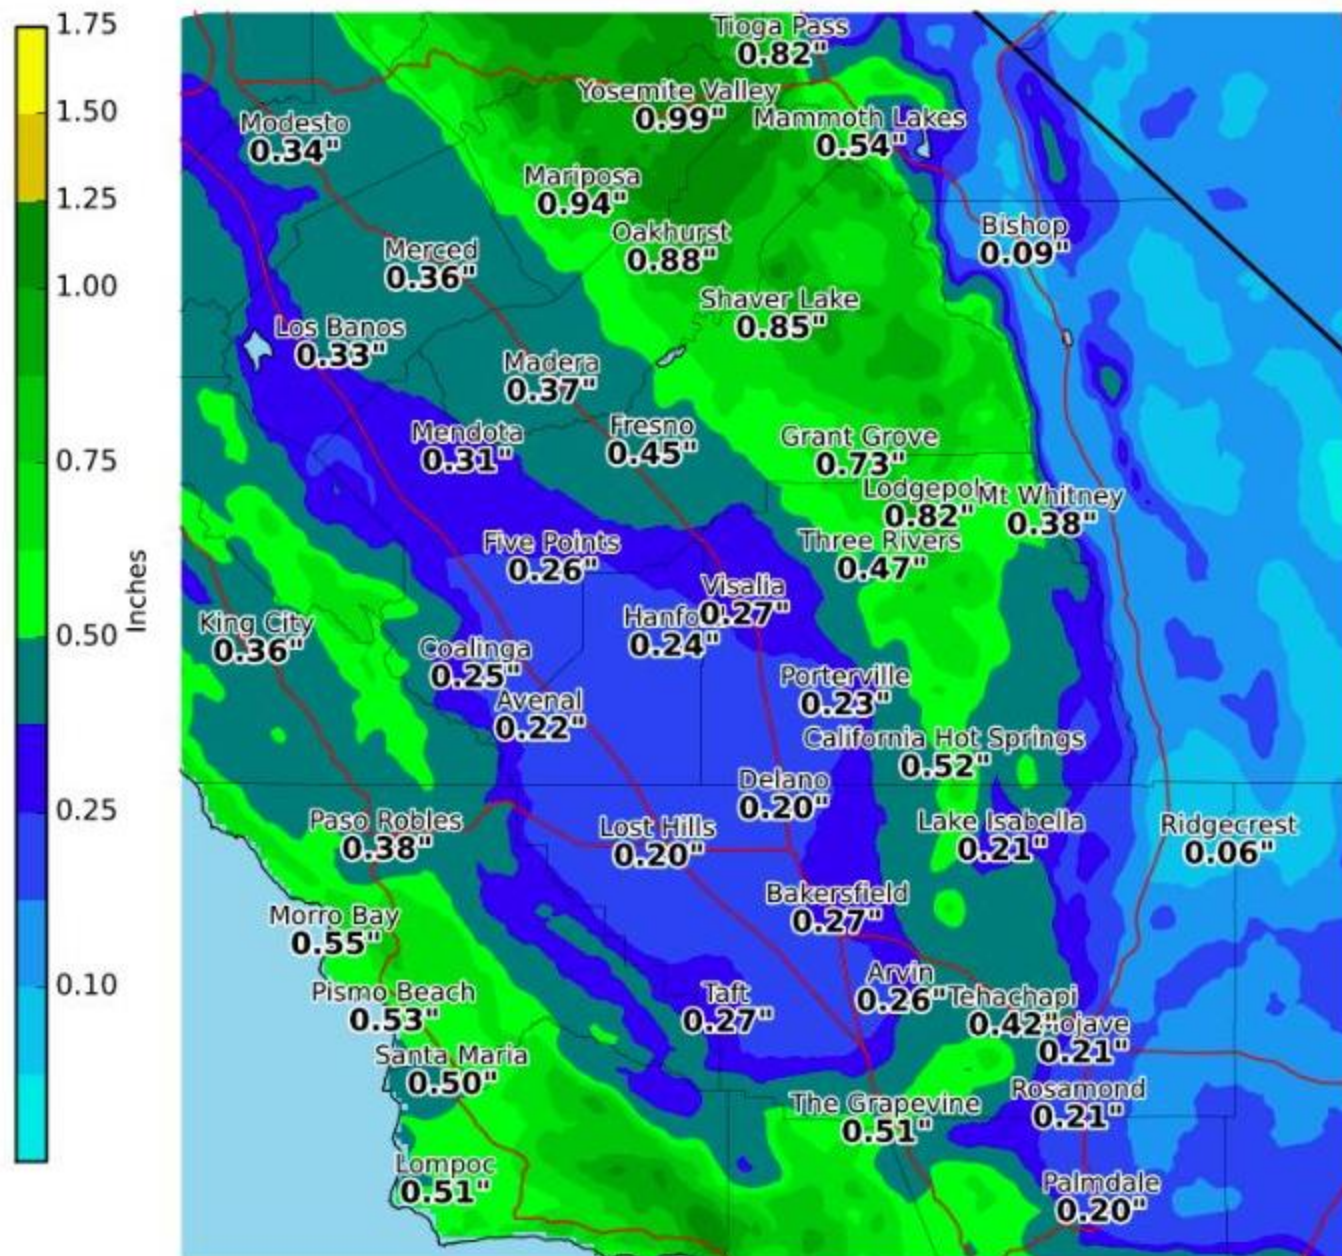 1.75
1.50
1.25
1.00
0.75
0.50
0.25
0.10
Inches
Tioga Pass
0.82"
Yosemite Valley
0.99"
Mammoth Lakes
0.54"
Modesto
0.34"
Mariposa
0.94"
Oakhurst
0.88"
Bishop
0.09"
Merced
0.36"
Shaver Lake
0.85"
Los Banos
0.33"
Madera
0.37"
Mendota
0.31"
Fresno
0.45"
Grant Grove
0.73"
Lodgepol
0.82"
Mt Whitney
0.38"
Five Points
0.26"
Three Rivers
0.47"
Visalia
0.27"
Hanfo
0.24"
King City
0.36"
Coalinga
0.25"
Avenal
0.22"
Porterville
0.23"
California Hot Springs
0.52"
Delano
0.20"
Paso Robles
0.38"
Lost Hills
0.20"
Lake Isabella
0.21"
Ridgecrest
0.06"
Bakersfield
0.27"
Morro Bay
0.55"
Pismo Beach
0.53"
Taft
0.27"
Arvin
0.26"
Tehachapi
0.42"
ojave
0.21"
Santa Maria
0.50"
The Grapevine
0.51"
Rosamond
0.21"
Lompoc
0.51"
Palmdale
0.20"